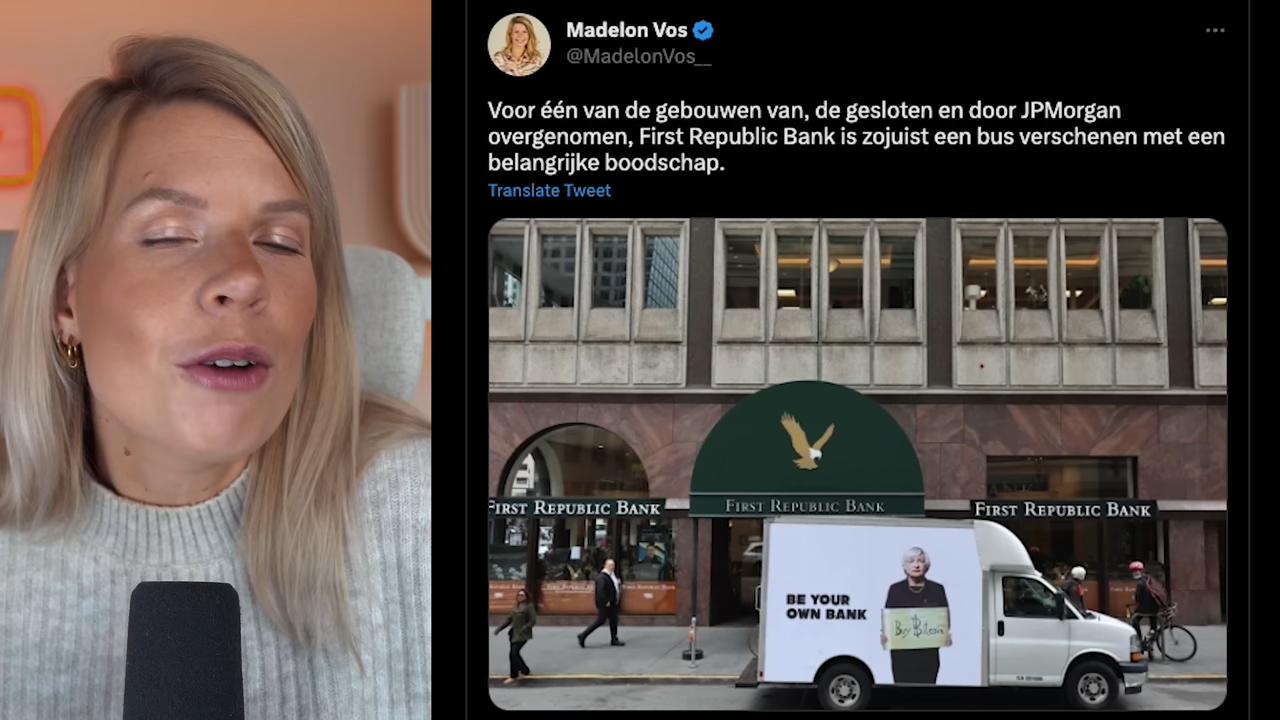 Madelon Vos
@MadelonVos__
Voor één van de gebouwen van, de gesloten en door JPMorgan
overgenomen, First Republic Bank is zojuist een bus verschenen met een
belangrijke boodschap.
Translate Tweet
FIRST REPUBLIC BANK
FIRST REPUBLIC BANK
FIRST REPUBLIC BANK
BE YOUR
OWN BANK
Buy Bitcoin